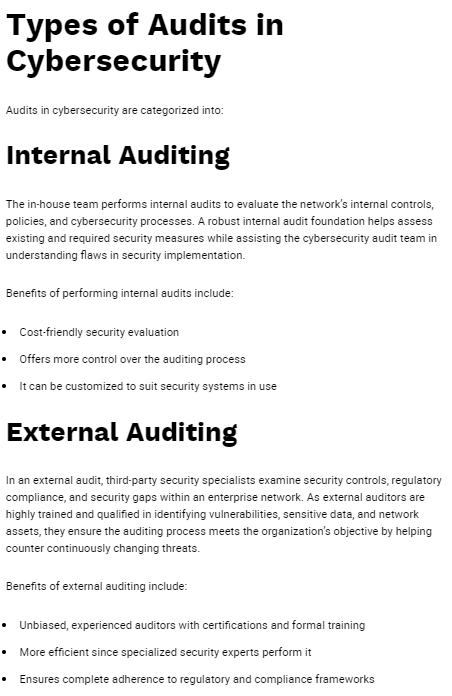 Types of Audits in
Cybersecurity
Audits in cybersecurity are categorized into:
Internal Auditing
The in-house team performs internal audits to evaluate the network's internal controls,
policies, and cybersecurity processes. A robust internal audit foundation helps assess
existing and required security measures while assisting the cybersecurity audit team in
understanding flaws in security implementation.
Benefits of performing internal audits include:
• Cost-friendly security evaluation
• Offers more control over the auditing process
• It can be customized to suit security systems in use
External Auditing
In an external audit, third-party security specialists examine security controls, regulatory
compliance, and security gaps within an enterprise network. As external auditors are
highly trained and qualified in identifying vulnerabilities, sensitive data, and network
assets, they ensure the auditing process meets the organization's objective by helping
counter continuously changing threats.
Benefits of external auditing include:
• Unbiased, experienced auditors with certifications and formal training
• More efficient since specialized security experts perform it
• Ensures complete adherence to regulatory and compliance frameworks